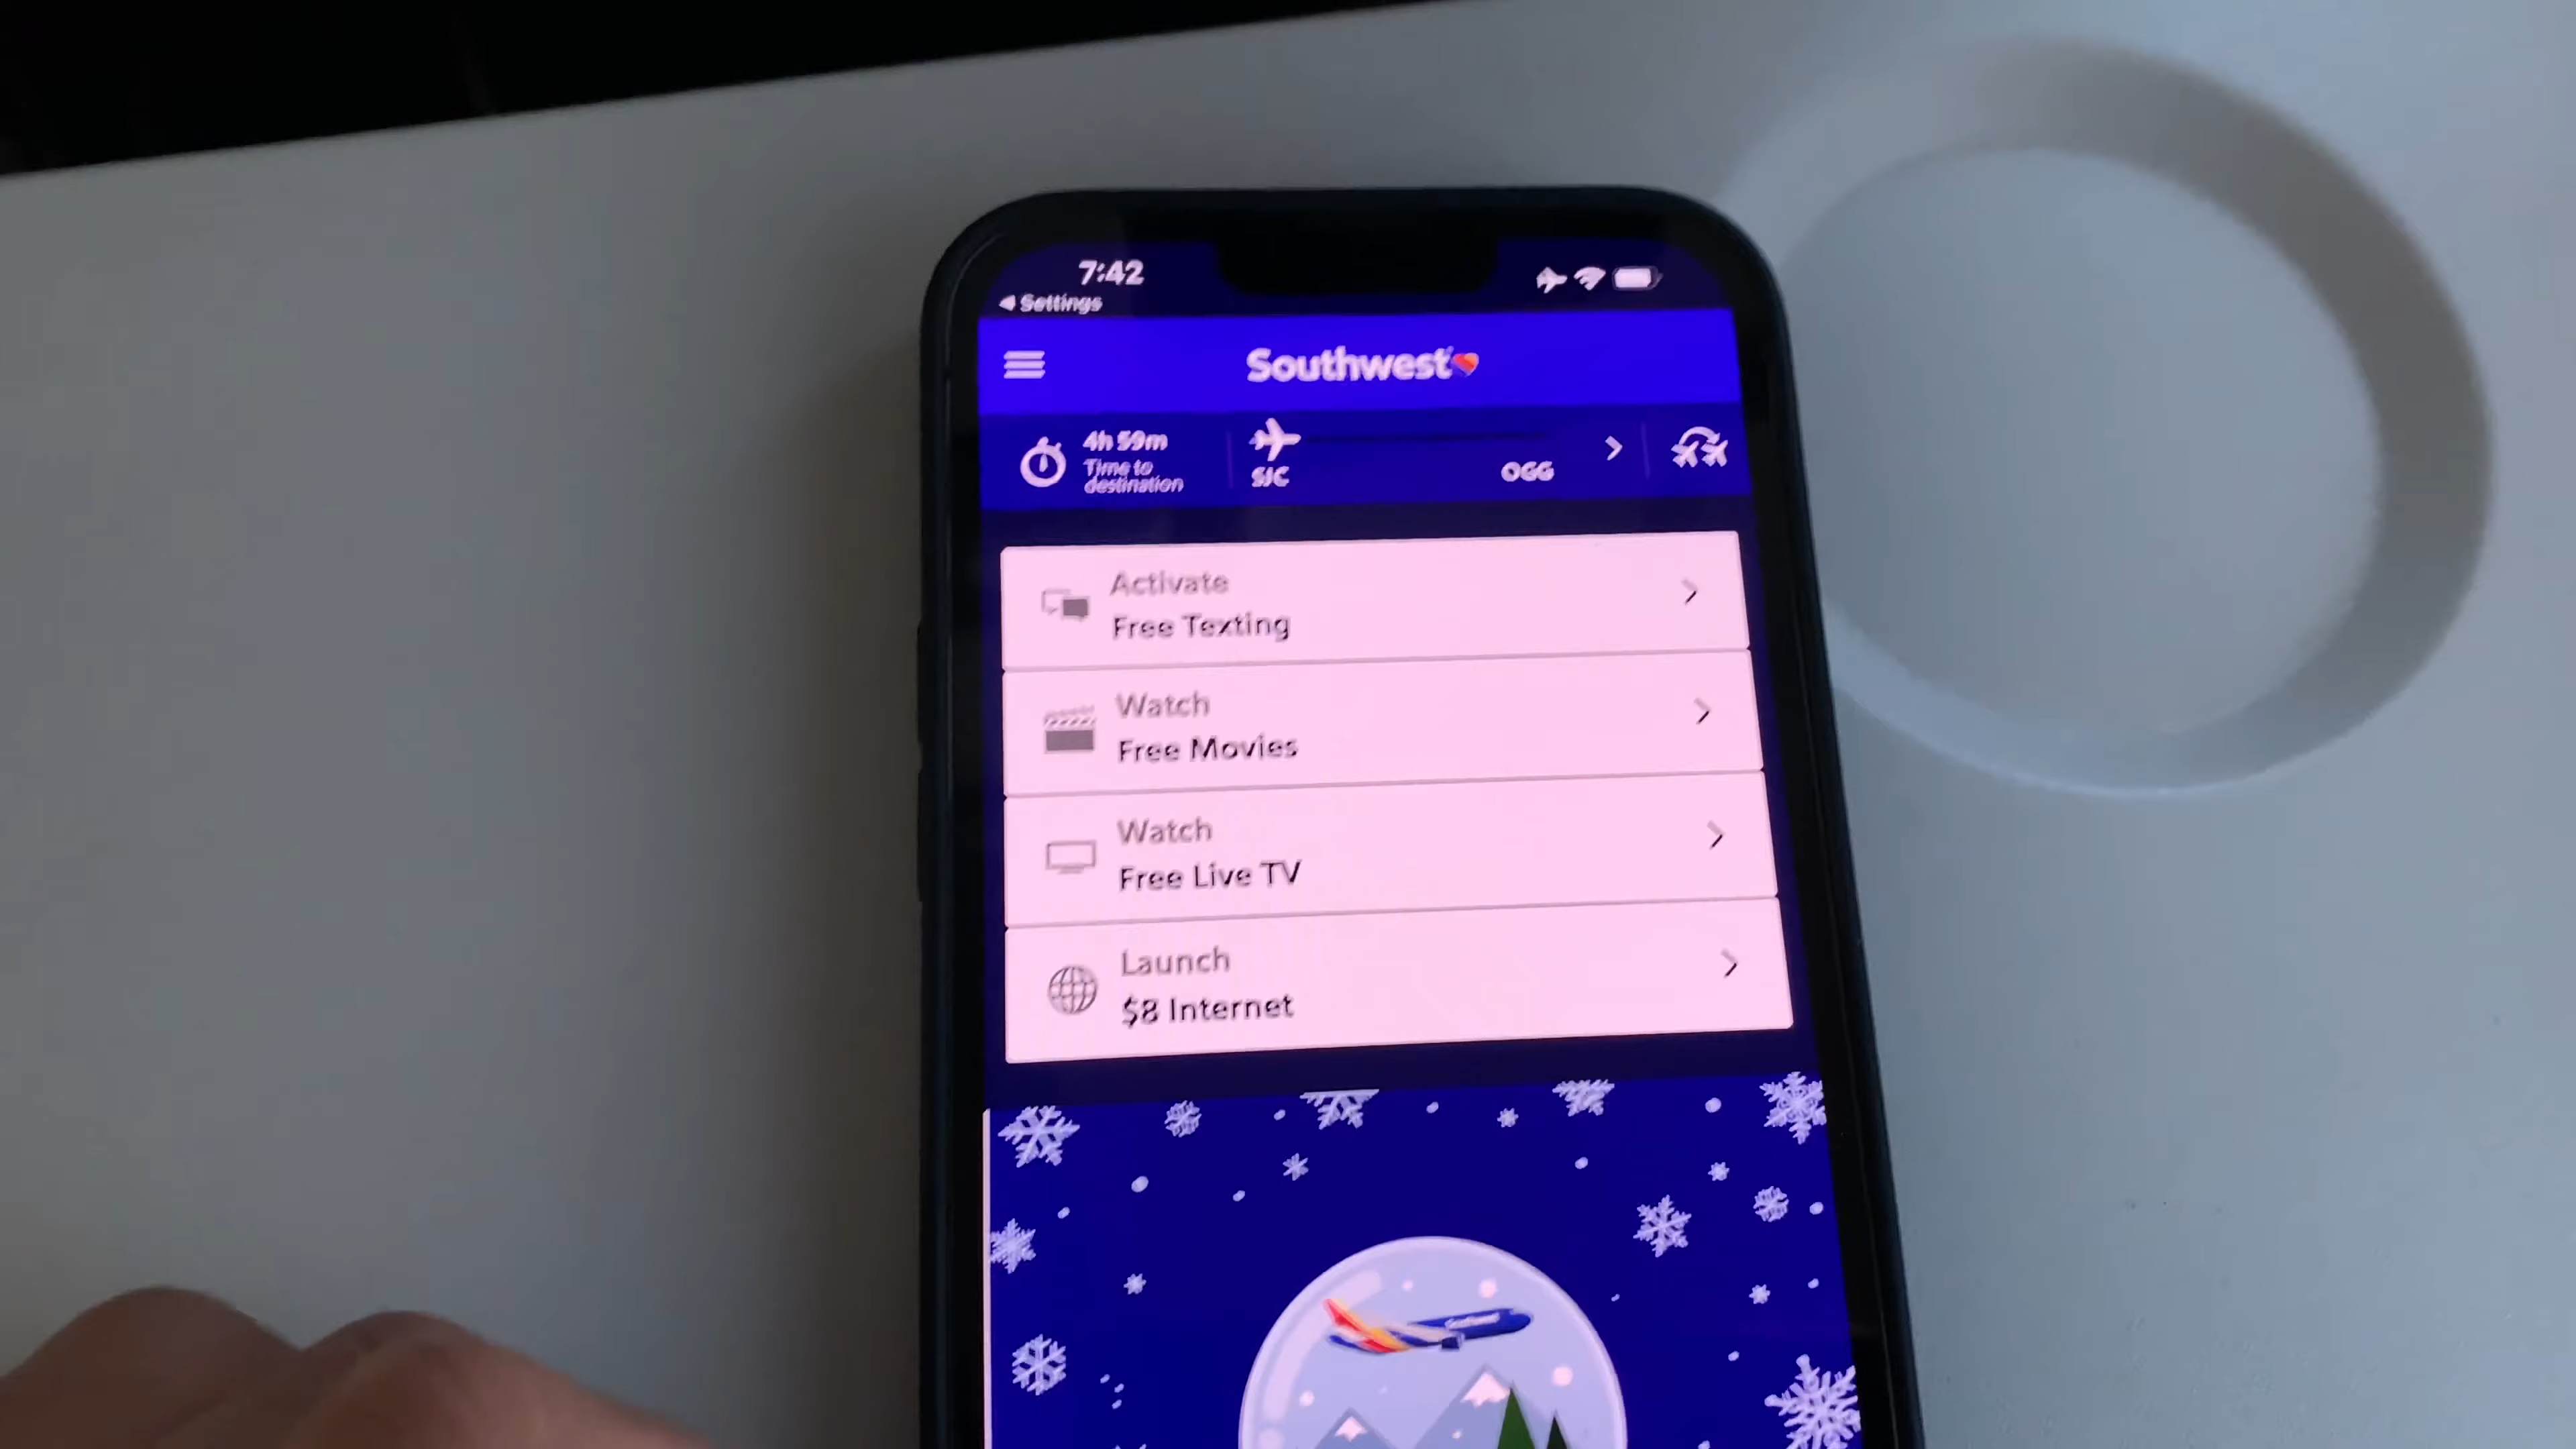 7:42
◀ Settings
Southwest
4h 59m
Time to
destination
SJC
OGG
Activate
Free Texting
Watch
Free Movies
Watch
Free Live TV
Launch
$8 Internet